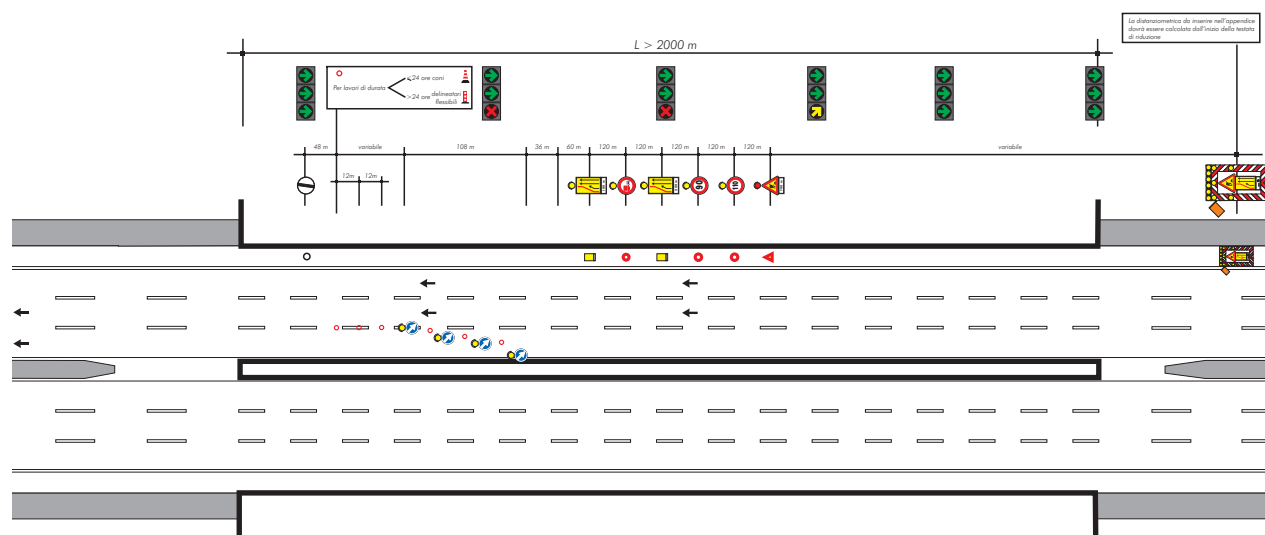 La distanziometrica da inserire nell'appendice
dovrà essere calcolata dall'inizio della testata
di riduzione
L > 2000 m
Per lavori di durata
<24 ore coni
>24 ore delineatori
flessibili
48 m
variabile
108 m
36 m
60 m
120 m
120 m
120 m
120 m
120 m
variabile
12m
12m
90
110